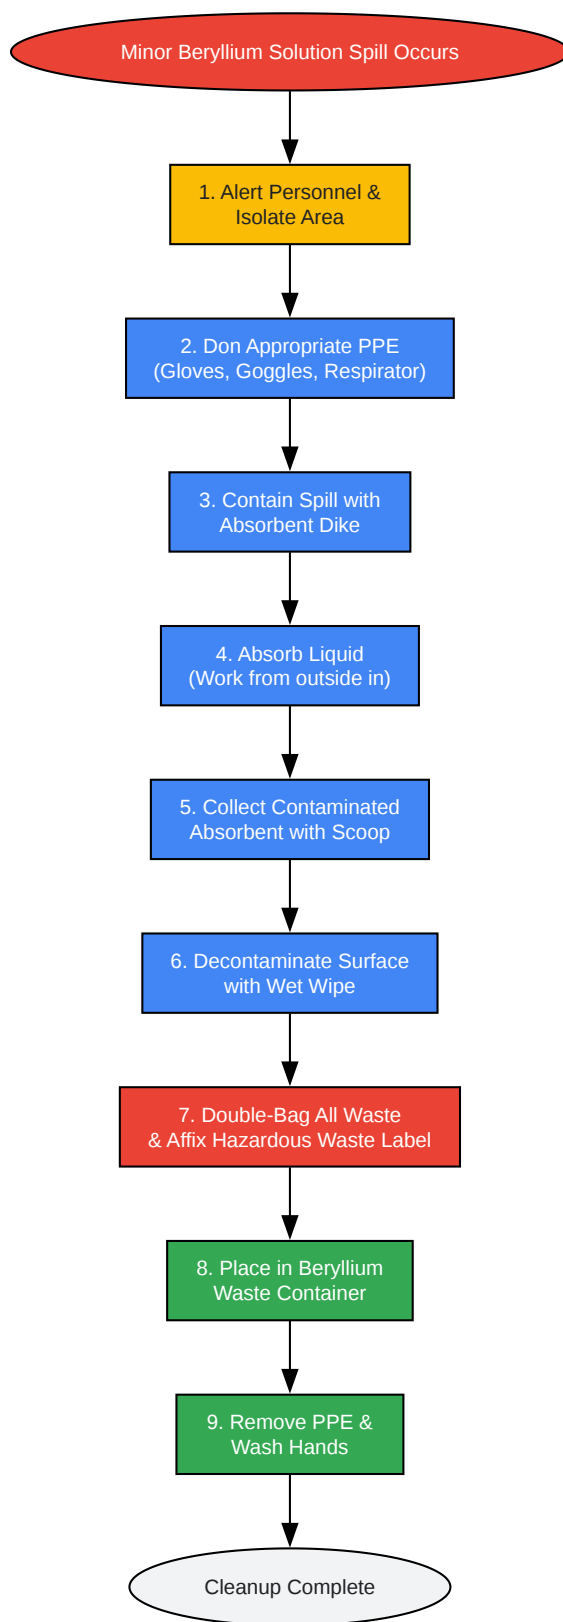 Minor Beryllium Solution Spill Occurs
1. Alert Personnel &
Isolate Area
2. Don Appropriate PPE
(Gloves, Goggles, Respirator)
3. Contain Spill with
Absorbent Dike
4. Absorb Liquid
(Work from outside in)
5. Collect Contaminated
Absorbent with Scoop
6. Decontaminate Surface
with Wet Wipe
7. Double-Bag All Waste
& Affix Hazardous Waste Label
8. Place in Beryllium
Waste Container
9. Remove PPE &
Wash Hands
Cleanup Complete